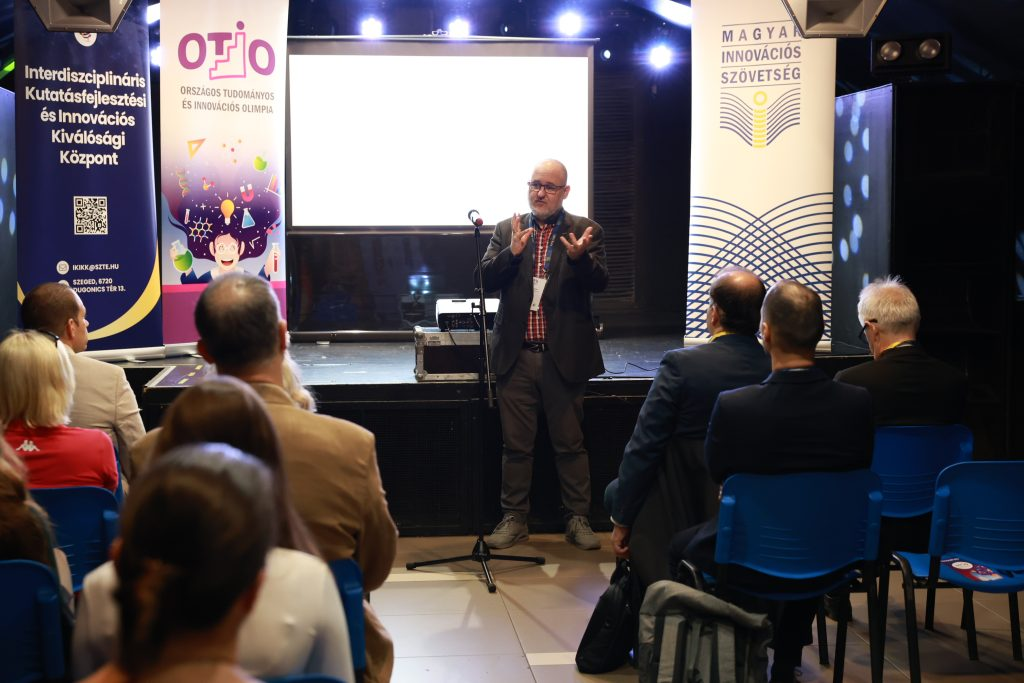 Interdiszciplináris
Kutatásfejlesztési
és Innovációs
Kiválósági
Központ
IKIKK@SZTE.HU
SZEGED, 6720
DUGONICS TÉR 13.
OTIO
ORSZÁGOS TUDOMÁNYOS
ÉS INNOVÁCIÓS OLIMPIA
MAGYAR
INNOVÁCIÓS
SZÖVETSÉG